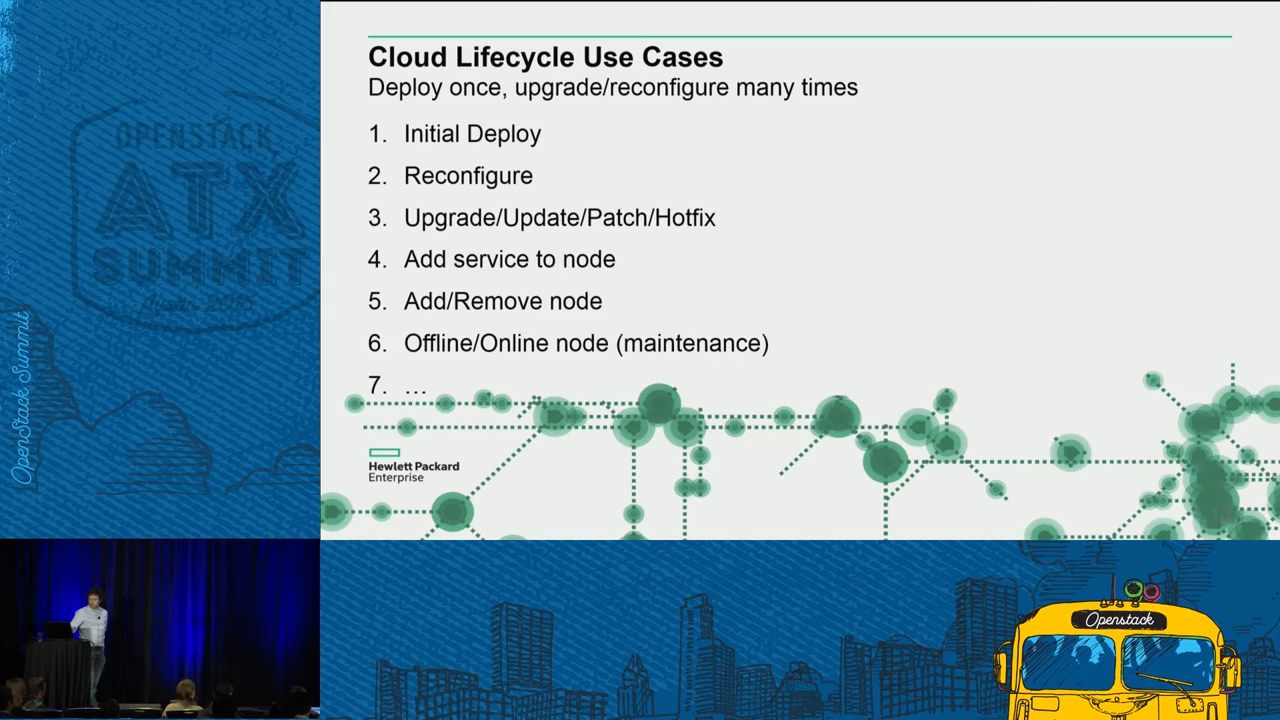 OPENSTACK
ATX
SUMMIT
Austin 2016
OpenStack Summit
Cloud Lifecycle Use Cases
Deploy once, upgrade/reconfigure many times
1. Initial Deploy
2. Reconfigure
3. Upgrade/Update/Patch/Hotfix
4. Add service to node
5. Add/Remove node
6. Offline/Online node (maintenance)
7. ...
Hewlett Packard
Enterprise
Openstack